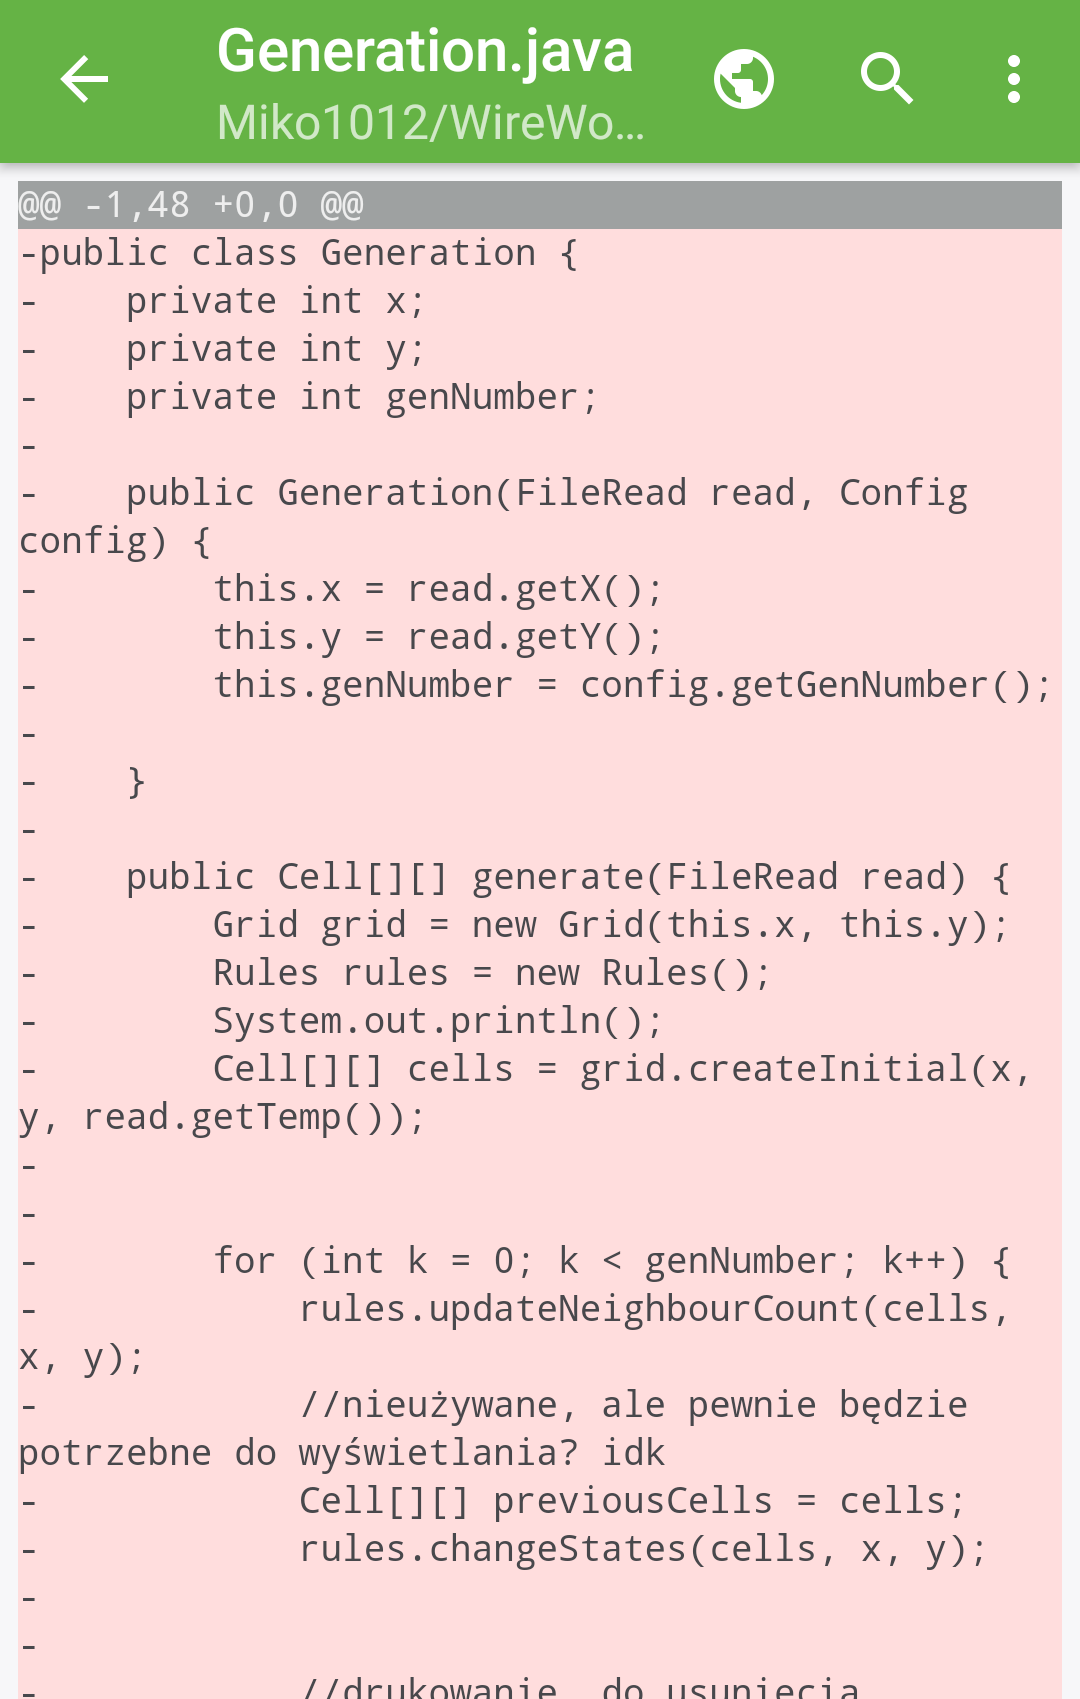 Generation.java
Miko1012/WireWo...
@@ -1,48 +0,0 @@
-public class Generation {
-    private int x;
-    private int y;
-    private int genNumber;
-
-    public Generation(FileRead read, Config
config) {
-        this.x = read.getX();
-        this.y = read.getY();
-        this.genNumber = config.getGenNumber();
-
-    }
-
-    public Cell[][] generate(FileRead read) {
-        Grid grid = new Grid(this.x, this.y);
-        Rules rules = new Rules();
-        System.out.println();
-        Cell[][] cells = grid.createInitial(x,
y, read.getTemp());
-
-
-        for (int k = 0; k < genNumber; k++) {
-            rules.updateNeighbourCount(cells,
x, y);
-            //nieużywane, ale pewnie będzie
potrzebne do wyświetlania? idk
-            Cell[][] previousCells = cells;
-            rules.changeStates(cells, x, y);
-
-
-            //drukowanie, do usunięcia